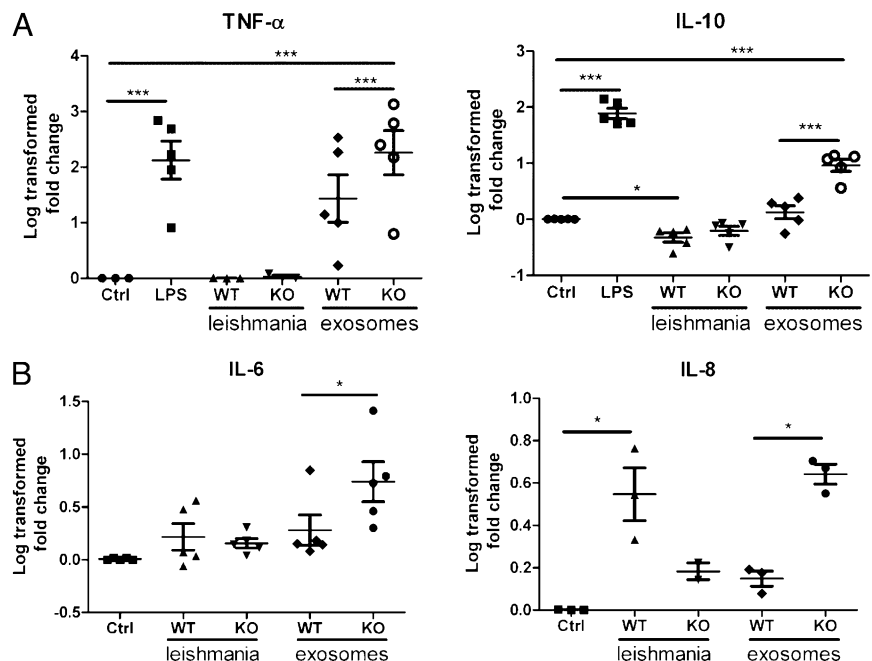 A
TNF-α
IL-10
Log transformed
fold change
4
3
2
1
0
***
***
***
Ctrl LPS WT KO WT KO
leishmania exosomes
Log transformed
fold change
3
2
1
0
-1
***
***
***
*
Ctrl LPS WT KO WT KO
leishmania exosomes
B
IL-6
IL-8
Log transformed
fold change
1.5
1.0
0.5
0.0
-0.5
*
Ctrl WT KO WT KO
leishmania exosomes
Log transformed
fold change
1.0
0.8
0.6
0.4
0.2
0.0
*
*
Ctrl WT KO WT KO
leishmania exosomes